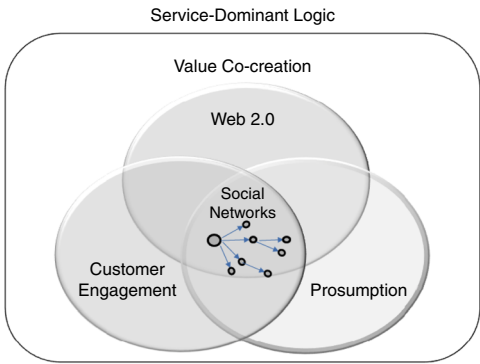 Service-Dominant Logic
Value Co-creation
Web 2.0
Social
Networks
Customer
Engagement
Prosumption